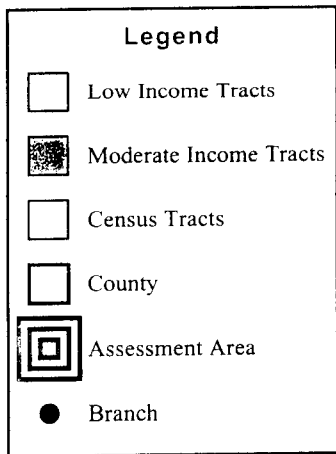 Legend
Low Income Tracts
Moderate Income Tracts
Census Tracts
County
Assessment Area
Branch